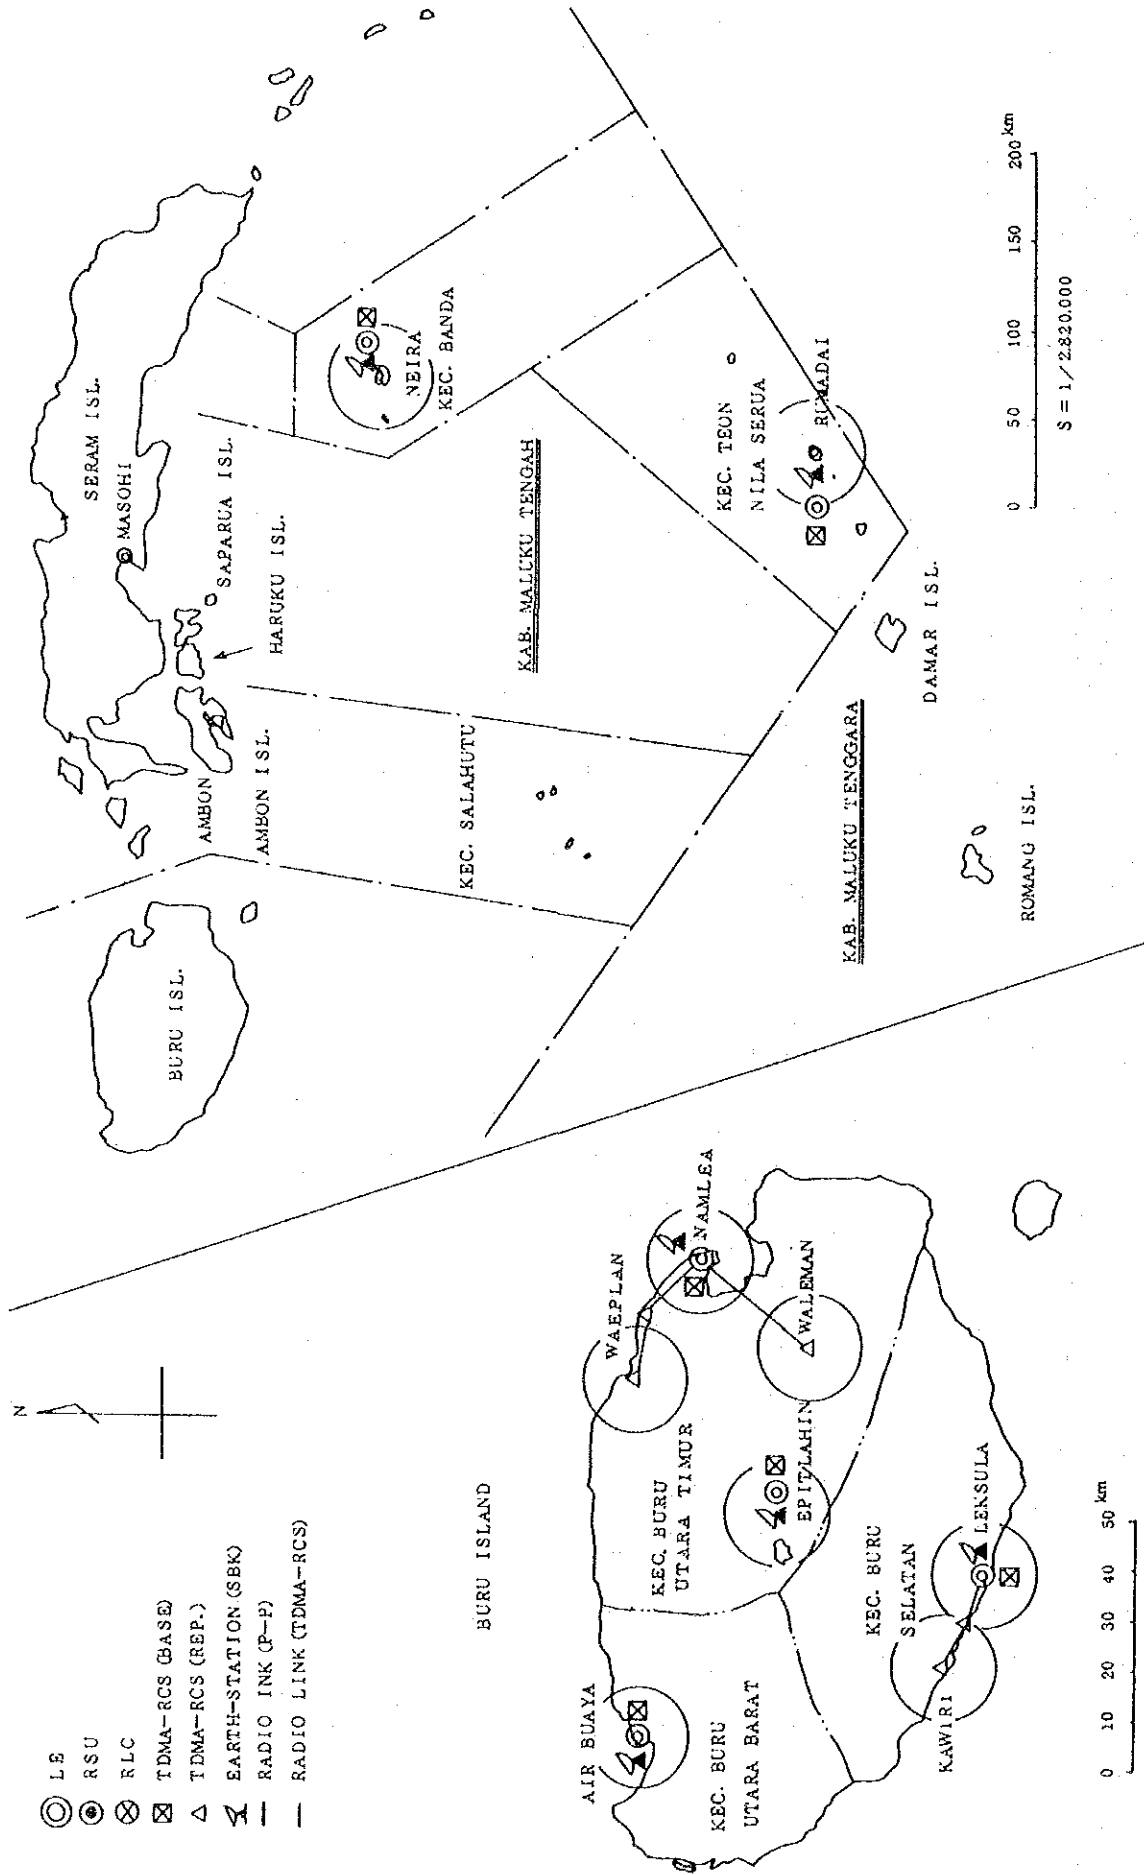 N
LE
RSU
RLC
TDMA-RCS (BASE)
TDMA-RCS (REP.)
EARTH-STATION (SBK)
RADIO INK (P-P)
RADIO LINK (TDMA-RCS)
BURU ISLAND
AIR BUAYA
KEC. BURU
UTARA BARAT
KEC. BURU
UTARA TIMUR
WAEPLAN
NAMLEA
WALEMAN
EPITLAHIN
KEC. BURU
SELATAN
LEKSULA
KAWIRI
0 10 20 30 40 50 km
BURU ISL.
SERAM ISL.
MASOHI
AMBON
AMBON ISL.
SAPARUA ISL.
HARUKU ISL.
NEIRA
KEC. BANDA
KEC. SALAHUTU
KAB. MALUKU TENGAH
KEC. TEON
NILA SERUA
RUMADAI
KAB. MALUKU TENGGARA
DAMAR ISL.
ROMANG ISL.
0 50 100 150 200 km
S = 1/2.820.000